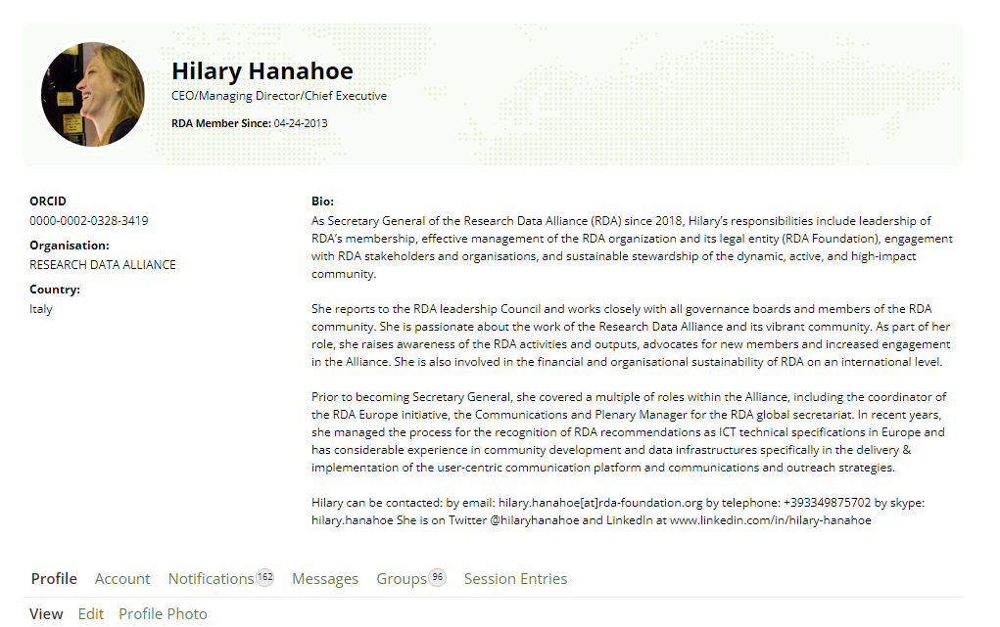 Hilary Hanahoe
CEO/Managing Director/Chief Executive
RDA Member Since: 04-24-2013
ORCID
0000-0002-0328-3419
Organisation:
RESEARCH DATA ALLIANCE
Country:
Italy
Bio:
As Secretary General of the Research Data Alliance (RDA) since 2018, Hilary's responsibilities include leadership of
RDA's membership, effective management of the RDA organization and its legal entity (RDA Foundation), engagement
with RDA stakeholders and organisations, and sustainable stewardship of the dynamic, active, and high-impact
community.
She reports to the RDA leadership Council and works closely with all governance boards and members of the RDA
community. She is passionate about the work of the Research Data Alliance and its vibrant community. As part of her
role, she raises awareness of the RDA activities and outputs, advocates for new members and increased engagement
in the Alliance. She is also involved in the financial and organisational sustainability of RDA on an international level.
Prior to becoming Secretary General, she covered a multiple of roles within the Alliance, including the coordinator of
the RDA Europe initiative, the Communications and Plenary Manager for the RDA global secretariat. In recent years,
she managed the process for the recognition of RDA recommendations as ICT technical specifications in Europe and
has considerable experience in community development and data infrastructures specifically in the delivery &
implementation of the user-centric communication platform and communications and outreach strategies.
Hilary can be contacted: by email: hilary.hanahoe[at]rda-foundation.org by telephone: +393349875702 by skype:
hilary.hanahoe She is on Twitter @hilaryhanahoe and LinkedIn at www.linkedin.com/in/hilary-hanahoe
Profile Account Notifications 162 Messages Groups 96 Session Entries
View Edit Profile Photo